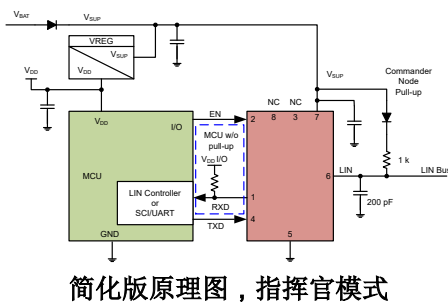 VBAT
VSUP
VREG
VSUP
VDD
VDD
VSUP
Commander
Node
Pull-up
EN
NC NC
I/O
2
8 3 7
VDD
MCU w/o
pull-up
VDD I/O
1 k
MCU
LIN
LIN Bus
6
LIN Controller
or
SCI/UART
1
RXD
200 pF
4
TXD
GND
5
简化版原理图，指挥官模式